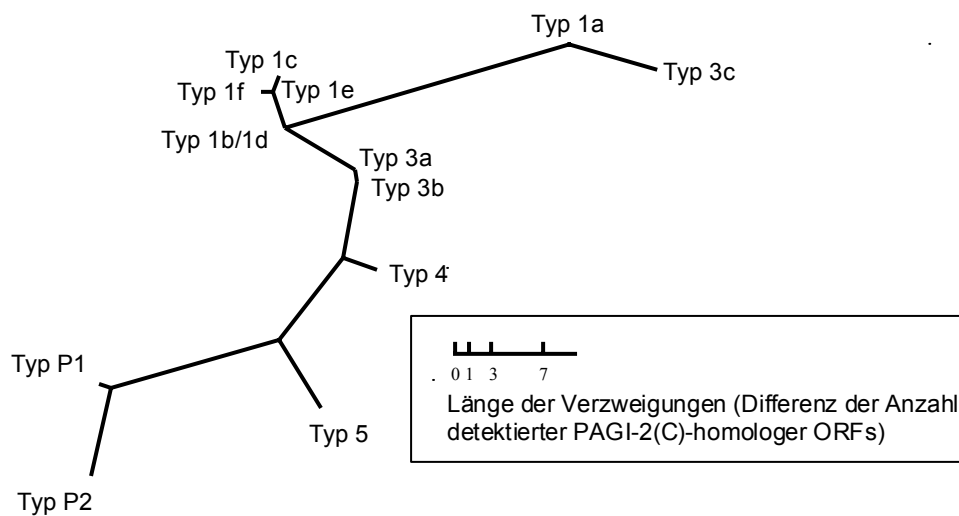 Typ 1a
Typ 1c
Typ 3c
Typ 1f
Typ 1e
Typ 1b/1d
Typ 3a
Typ 3b
Typ 4
Typ P1
Typ 5
Typ P2
0 1 3 7
Länge der Verzweigungen (Differenz der Anzahl
detektierter PAGI-2(C)-homologer ORFs)